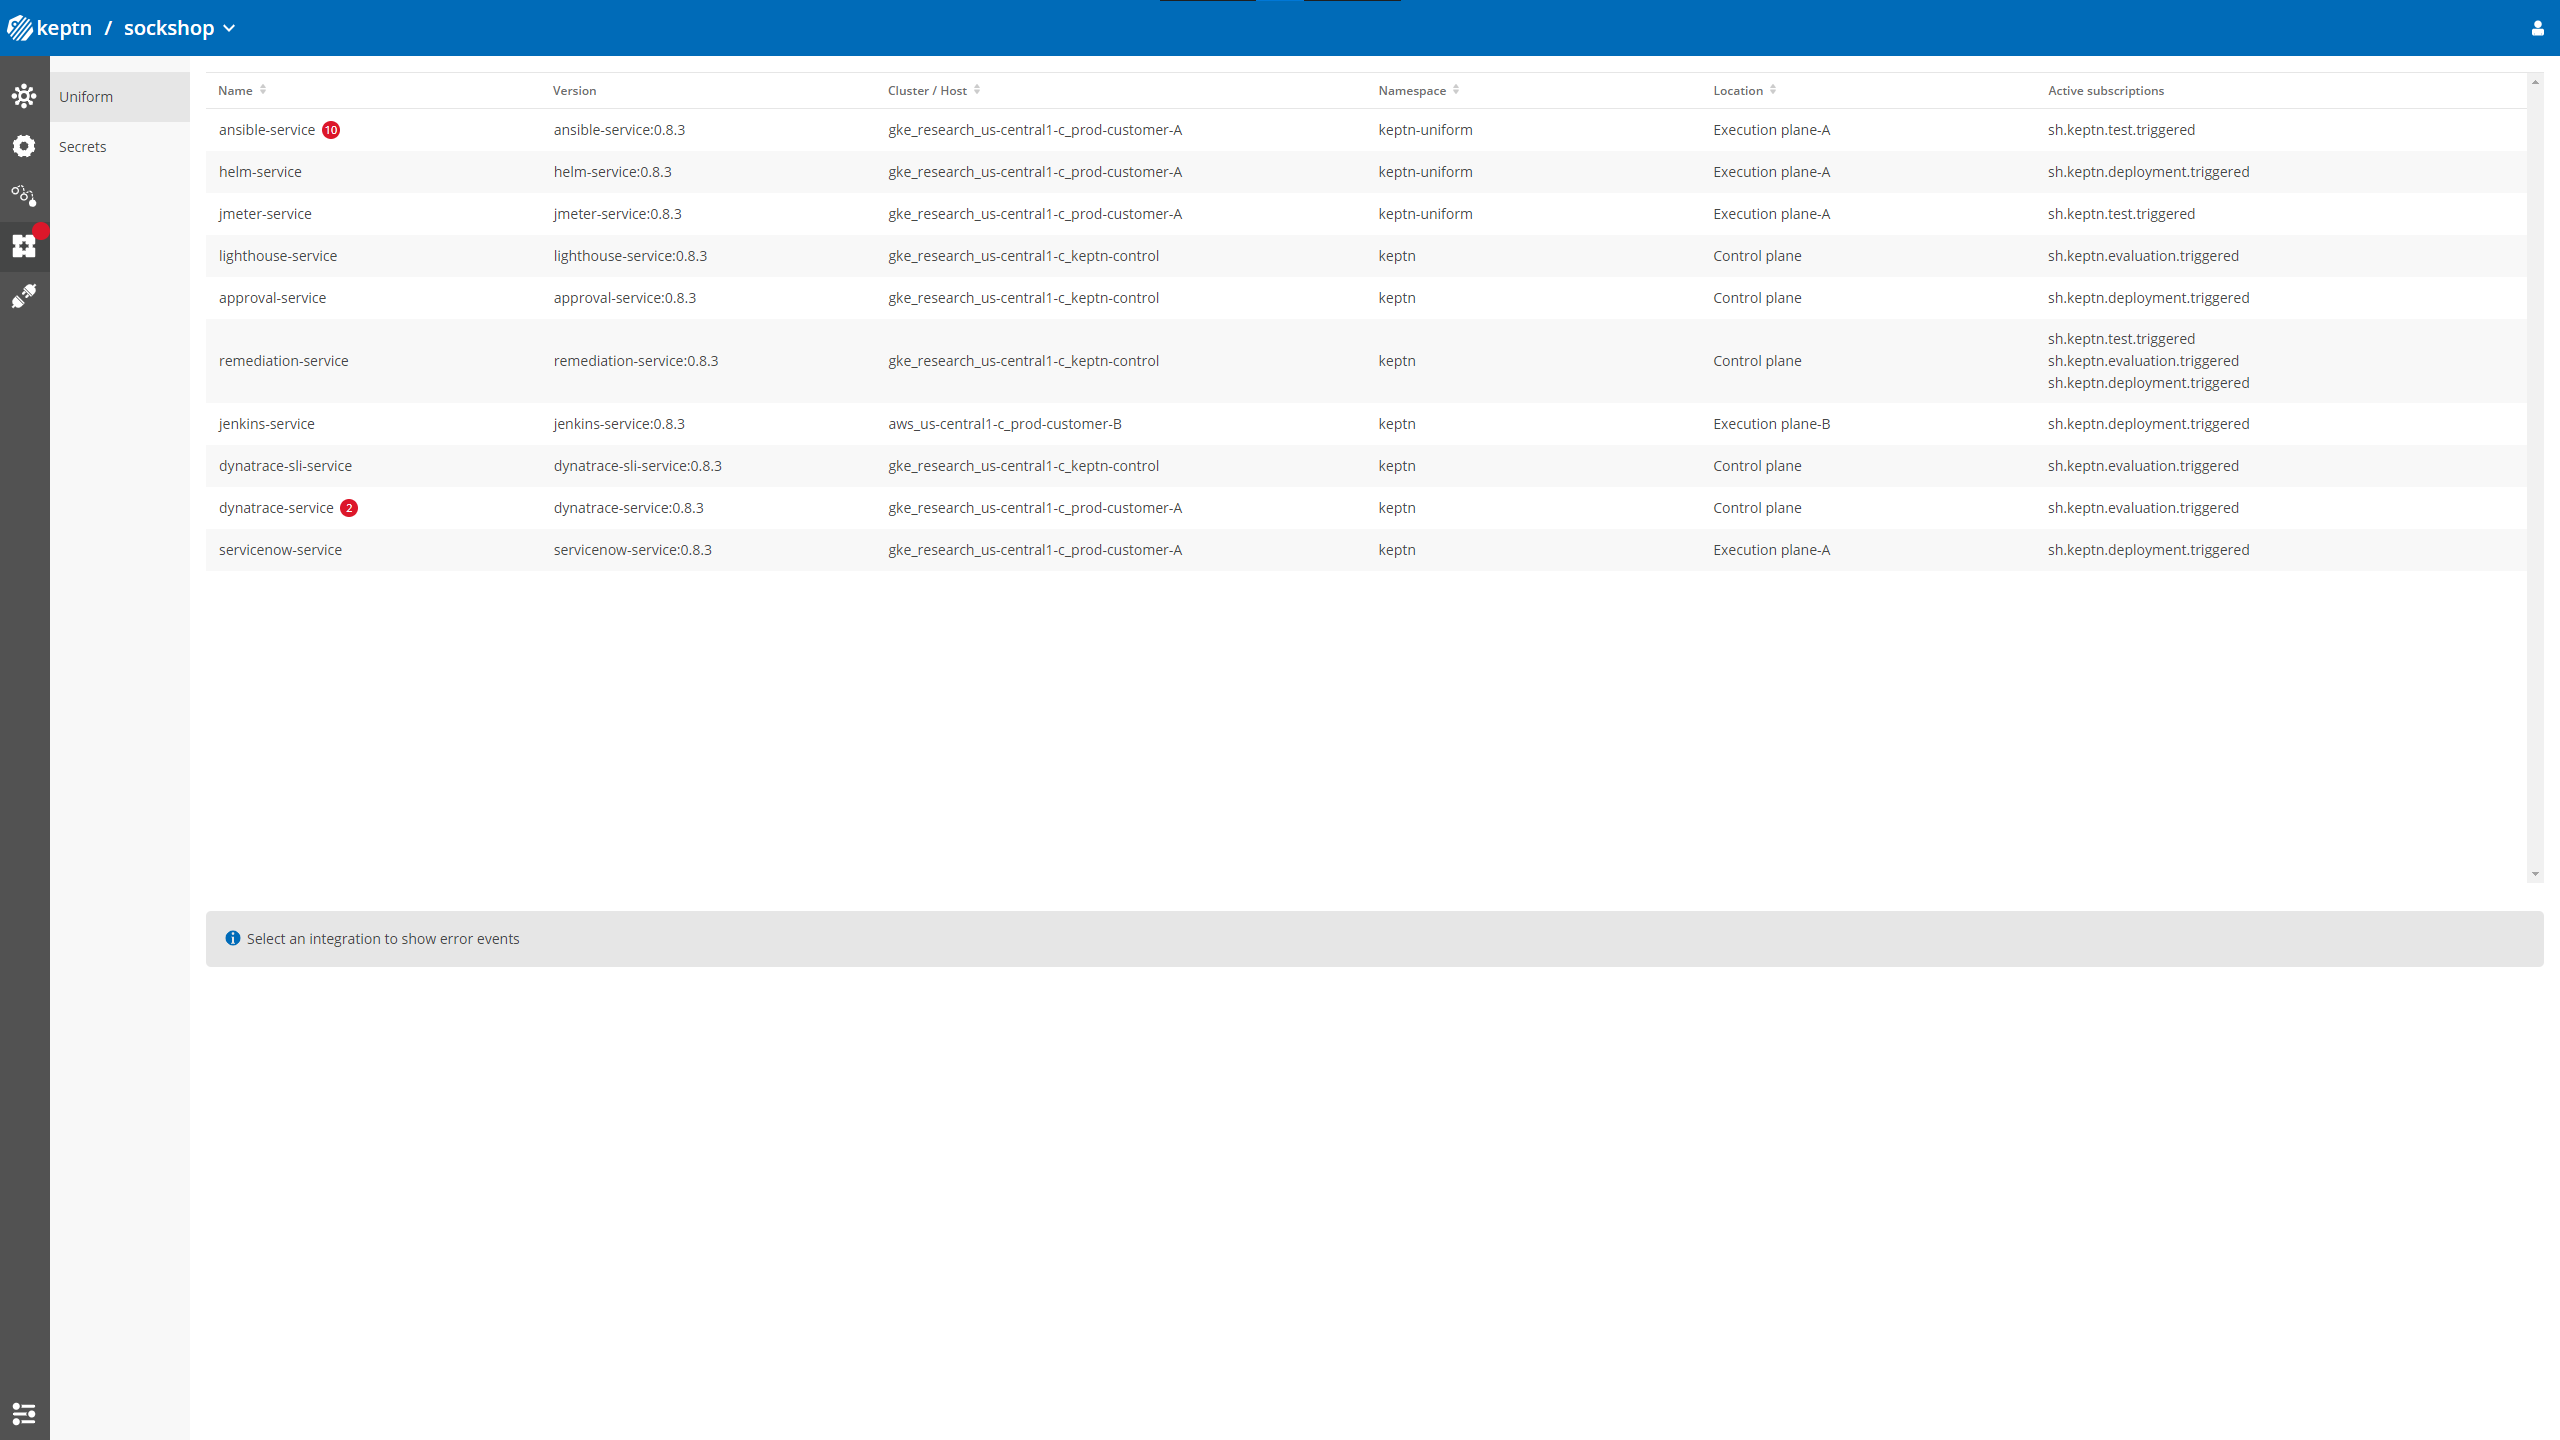 keptn / sockshop
Uniform
Secrets
Name Version Cluster / Host Namespace Location Active subscriptions
ansible-service 10 ansible-service:0.8.3 gke_research_us-central1-c_prod-customer-A keptn-uniform Execution plane-A sh.keptn.test.triggered
helm-service helm-service:0.8.3 gke_research_us-central1-c_prod-customer-A keptn-uniform Execution plane-A sh.keptn.deployment.triggered
jmeter-service jmeter-service:0.8.3 gke_research_us-central1-c_prod-customer-A keptn-uniform Execution plane-A sh.keptn.test.triggered
lighthouse-service lighthouse-service:0.8.3 gke_research_us-central1-c_keptn-control keptn Control plane sh.keptn.evaluation.triggered
approval-service approval-service:0.8.3 gke_research_us-central1-c_keptn-control keptn Control plane sh.keptn.deployment.triggered
sh.keptn.test.triggered
remediation-service remediation-service:0.8.3 gke_research_us-central1-c_keptn-control keptn Control plane sh.keptn.evaluation.triggered
sh.keptn.deployment.triggered
jenkins-service jenkins-service:0.8.3 aws_us-central1-c_prod-customer-B keptn Execution plane-B sh.keptn.deployment.triggered
dynatrace-sli-service dynatrace-sli-service:0.8.3 gke_research_us-central1-c_keptn-control keptn Control plane sh.keptn.evaluation.triggered
dynatrace-service 2 dynatrace-service:0.8.3 gke_research_us-central1-c_prod-customer-A keptn Control plane sh.keptn.evaluation.triggered
servicenow-service servicenow-service:0.8.3 gke_research_us-central1-c_prod-customer-A keptn Execution plane-A sh.keptn.deployment.triggered
Select an integration to show error events